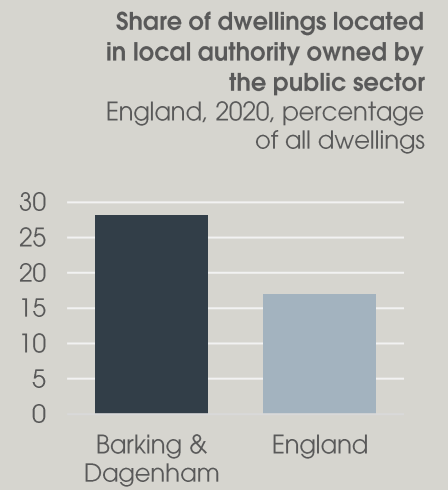 Share of dwellings located
in local authority owned by
the public sector
England, 2020, percentage
of all dwellings
30
25
20
15
10
5
0
Barking &
Dagenham
England